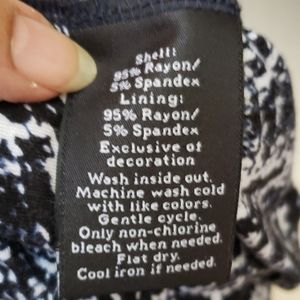 Shell:
95% Rayon/
5% Spandex
Lining:
95% Rayon/
5% Spandex
Exclusive of
decoration
Wash inside out.
Machine wash cold
with like colors.
Gentle cycle.
Only non-chlorine
bleach when needed.
Flat dry.
Cool iron if needed.